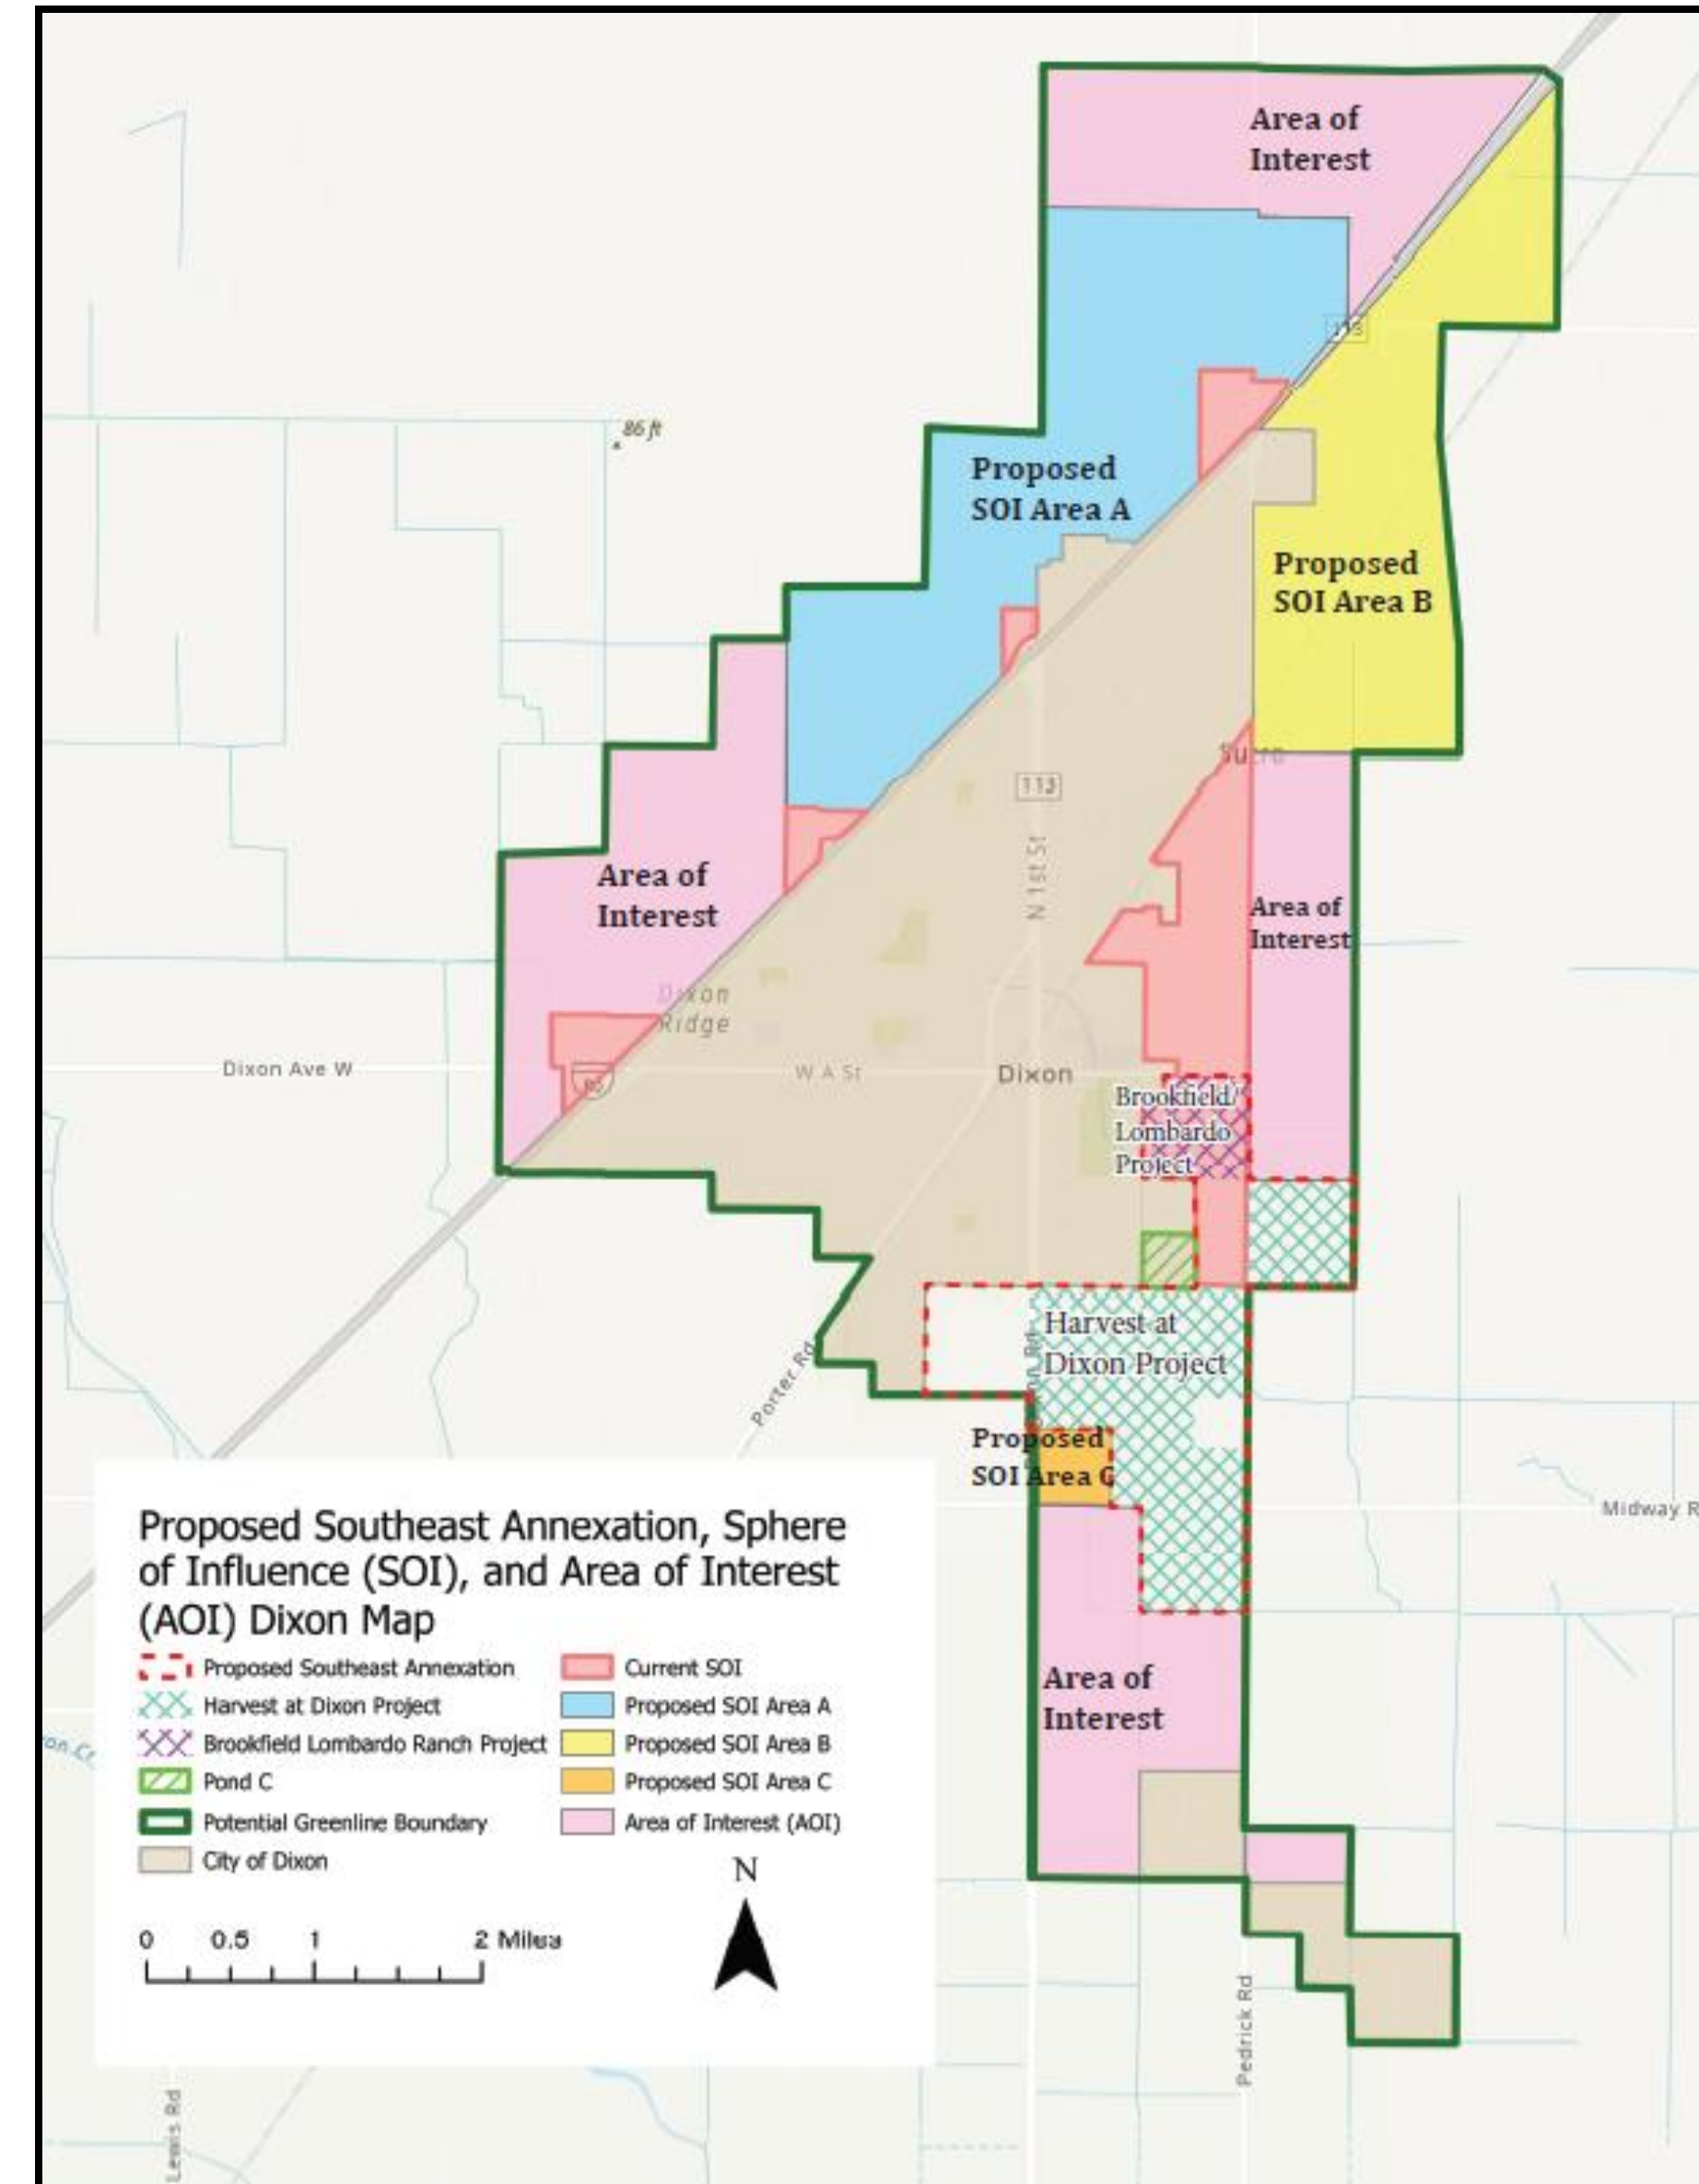 Area of
Interest
113
86 ft
Proposed
SOI Area A
Proposed
SOI Area B
Sucro
113
N 1st St
Area of
Interest
Area of
Interest
Dixon
Ridge
Dixon Ave W
80
W A St
Dixon
Brookfield/
Lombardo
Project
Harvest at
Dixon Project
Porter Rd
Proposed
SOI Area C
Midway R
Proposed Southeast Annexation, Sphere
of Influence (SOI), and Area of Interest
(AOI) Dixon Map
Proposed Southeast Annexation
Harvest at Dixon Project
Brookfield Lombardo Ranch Project
Pond C
Potential Greenline Boundary
City of Dixon
Current SOI
Proposed SOI Area A
Proposed SOI Area B
Proposed SOI Area C
Area of Interest (AOI)
N
0 0.5 1 2 Miles
Area of
Interest
Pedrick Rd
Lewis Rd